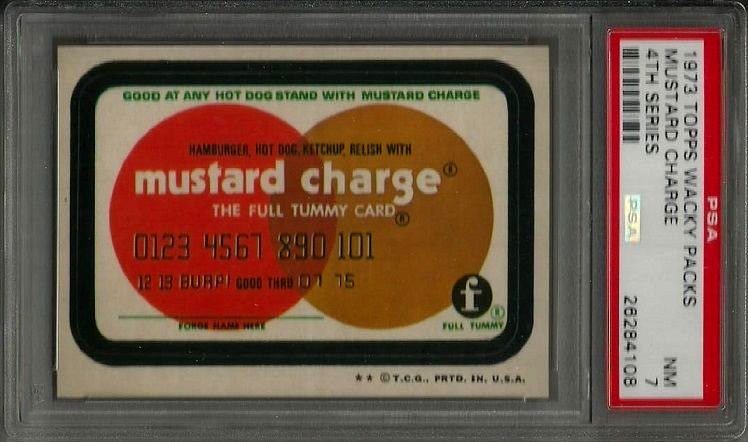 GOOD AT ANY HOT DOG STAND WITH MUSTARD CHARGE
HAMBURGER, HOT DOG, KETCHUP, RELISH WITH
mustard charge®
THE FULL TUMMY CARD®
0123 4567 890 101
12 13 BURP! GOOD THRU 07 75
f
®
FORGE NAME HERE
FULL TUMMY
★★ ©T.C.G., PRTD. IN. U.S.A.
1973 TOPPS WACKY PACKS
MUSTARD CHARGE
4TH SERIES
NM
7
26284108
PSA
PSA